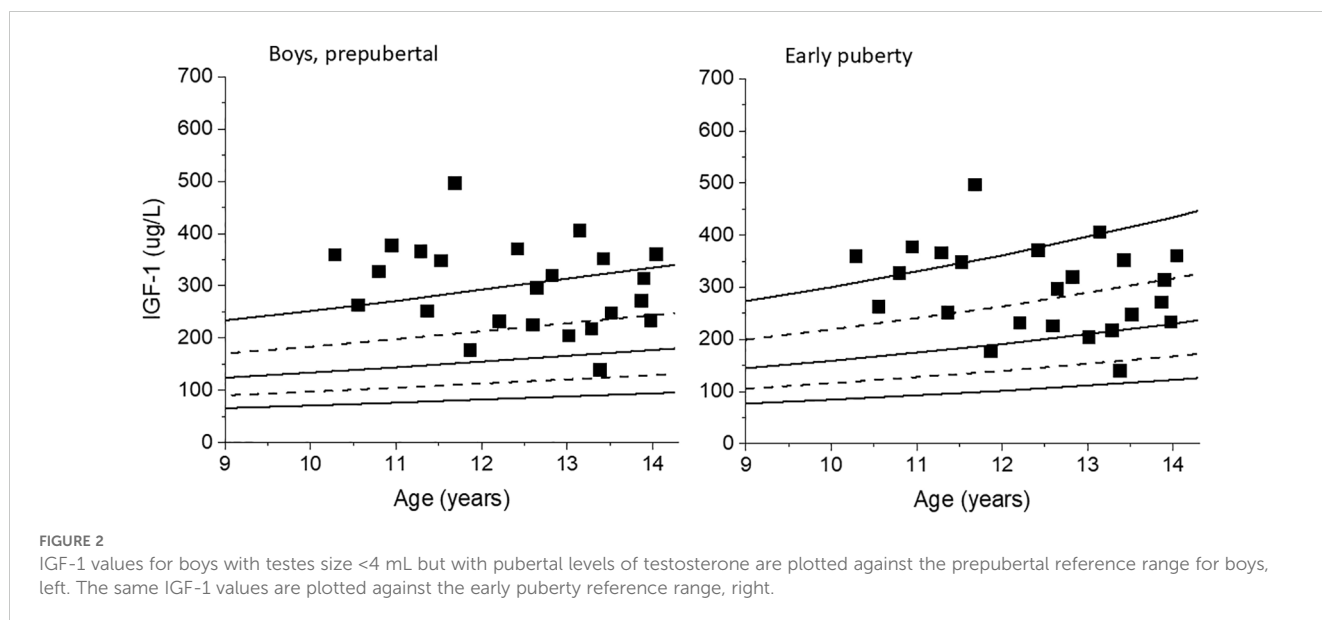 Boys, prepubertal
700
600
500
400
300
200
100
0
IGF-1 (ug/L)
9 10 11 12 13 14
Age (years)
Early puberty
700
600
500
400
300
200
100
0
9 10 11 12 13 14
Age (years)
FIGURE 2
IGF-1 values for boys with testes size <4 mL but with pubertal levels of testosterone are plotted against the prepubertal reference range for boys,
left. The same IGF-1 values are plotted against the early puberty reference range, right.